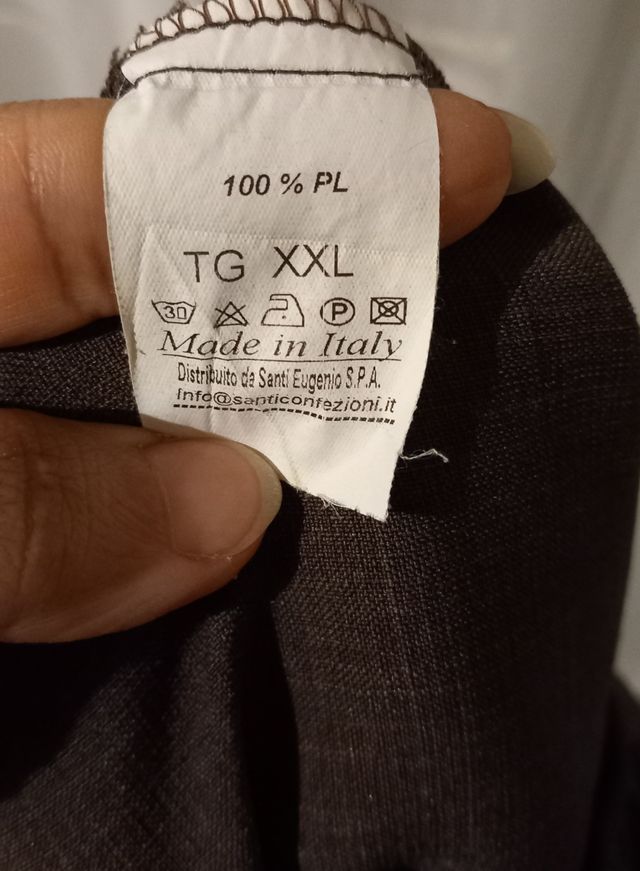 100 % PL
TG XXL
30 P
Made in Italy
Distribuito da Santi Eugenio S.P.A.
info@santiconfezioni.it